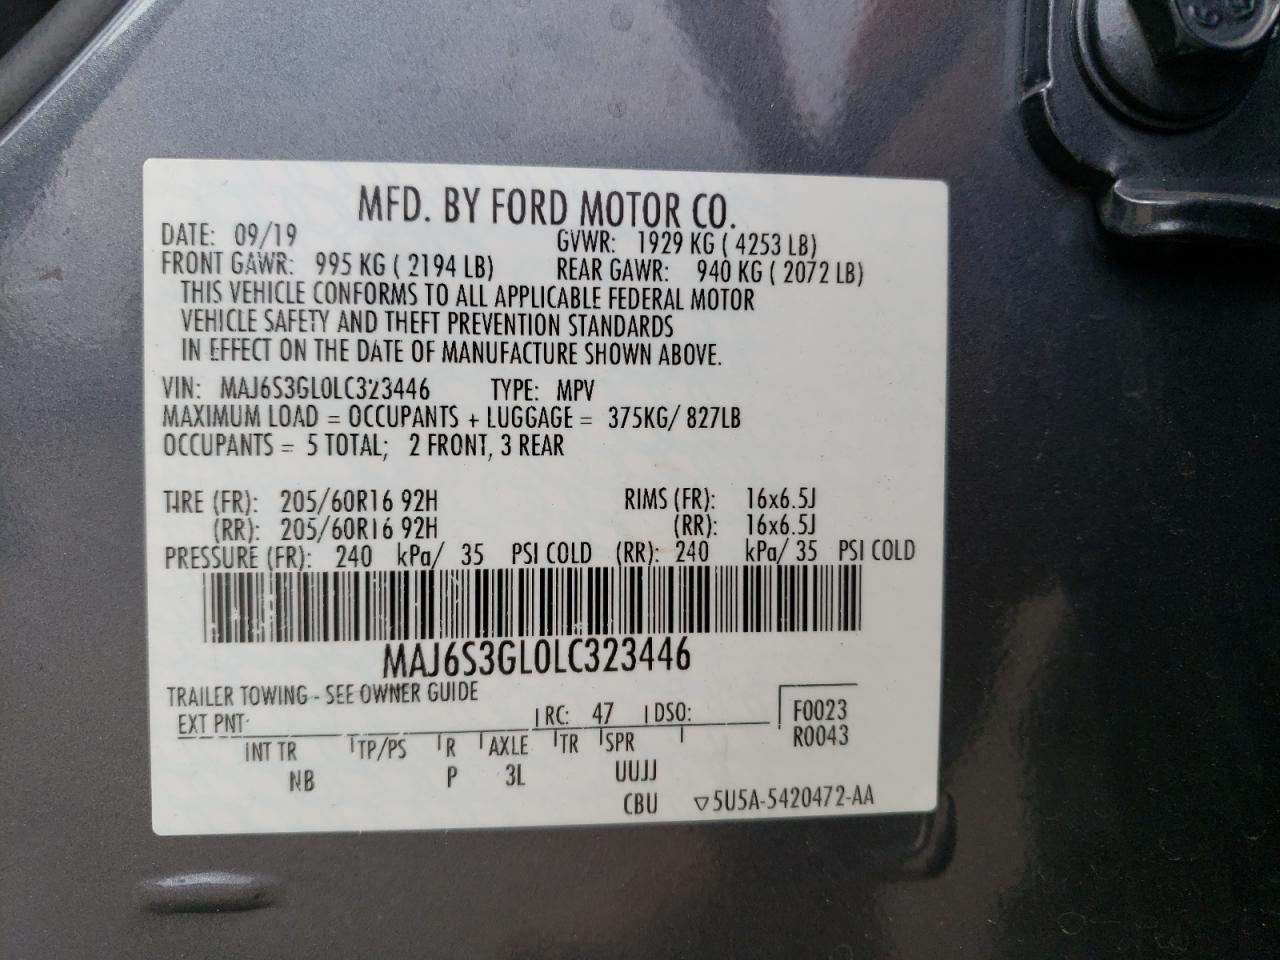 MFD. BY FORD MOTOR CO.
DATE: 09/19 GVWR: 1929 KG ( 4253 LB)
FRONT GAWR: 995 KG ( 2194 LB) REAR GAWR: 940 KG ( 2072 LB)
THIS VEHICLE CONFORMS TO ALL APPLICABLE FEDERAL MOTOR
VEHICLE SAFETY AND THEFT PREVENTION STANDARDS
IN EFFECT ON THE DATE OF MANUFACTURE SHOWN ABOVE.
VIN: MAJ6S3GL0LC323446 TYPE: MPV
MAXIMUM LOAD = OCCUPANTS + LUGGAGE = 375KG/ 827LB
OCCUPANTS = 5 TOTAL; 2 FRONT, 3 REAR
TIRE (FR): 205/60R16 92H RIMS (FR): 16x6.5J
(RR): 205/60R16 92H (RR): 16x6.5J
PRESSURE (FR): 240 kPa/ 35 PSI COLD (RR): 240 kPa/ 35 PSI COLD
MAJ6S3GL0LC323446
TRAILER TOWING - SEE OWNER GUIDE
EXT PNT: RC: 47 DSO: F0023
INT TR TP/PS R AXLE TR SPR R0043
NB P 3L UUJJ
CBU ▽5U5A-5420472-AA